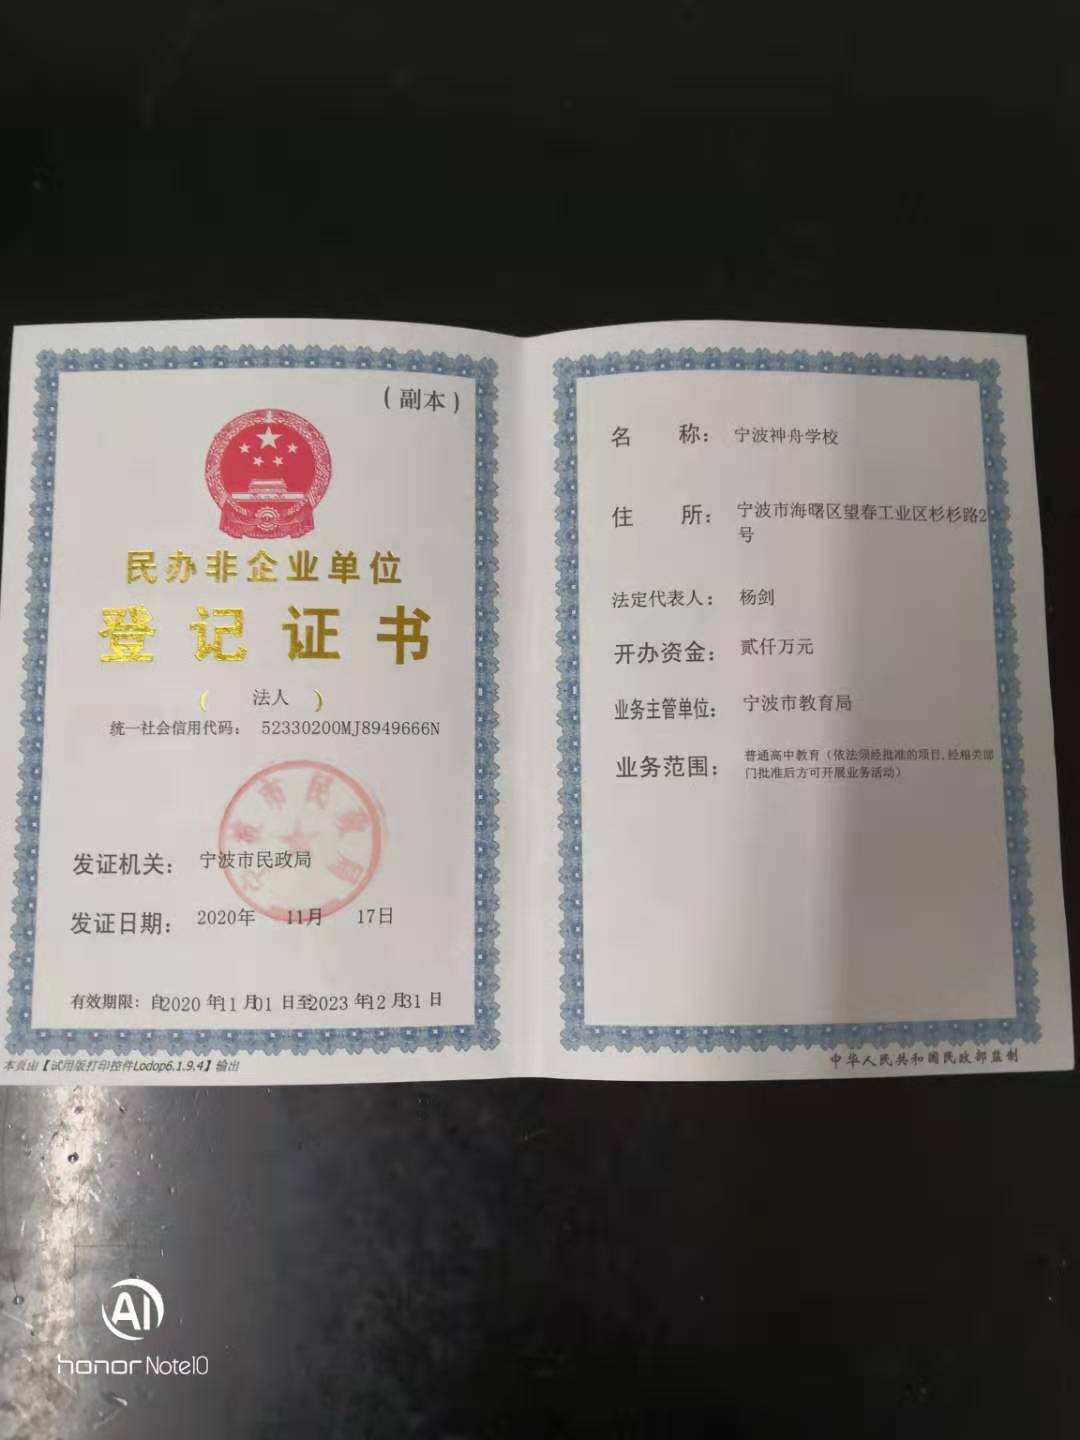 （副本）
民办非企业单位
登记证书
（ 法人 ）
统一社会信用代码： 52330200MJ8949666N
宁波市民政局
发证机关： 宁波市民政局
发证日期： 2020年 11月 17日
有效期限：自2020年11月01日至2023年12月31日
本页由【试用版打印控件Lodop6.1.9.4】输出
名 称： 宁波神舟学校
住 所： 宁波市海曙区望春工业区杉杉路2
号
法定代表人： 杨剑
开办资金： 贰仟万元
业务主管单位： 宁波市教育局
业务范围： 普通高中教育（依法须经批准的项目,经相关部
门批准后方可开展业务活动）
中华人民共和国民政部监制
AI
honor Note10